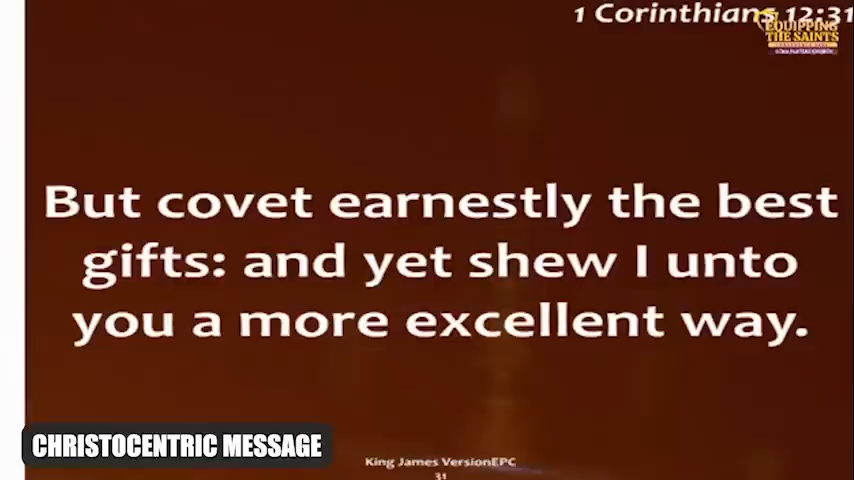 1 Corinthians 12:31
EQUIPPING
THE SAINTS
But covet earnestly the best
gifts: and yet shew I unto
you a more excellent way.
CHRISTOCENTRIC MESSAGE
King James VersionEPC
31